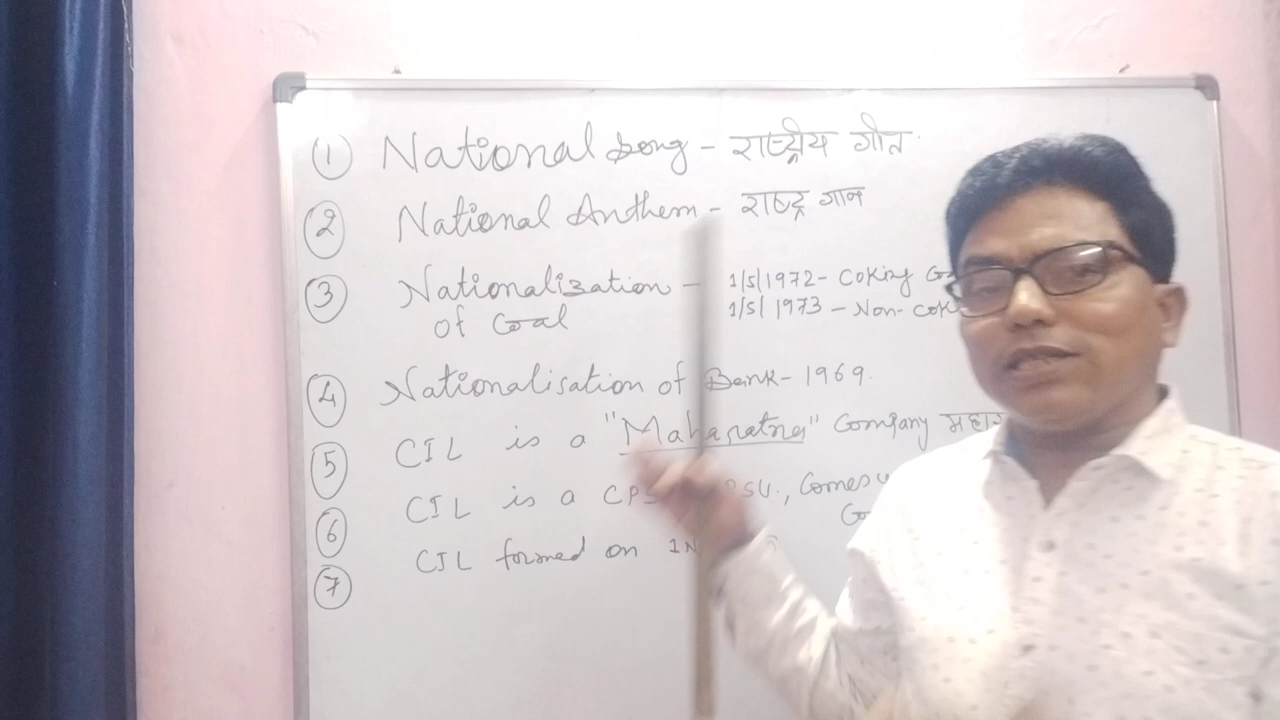 ① National Song - राष्ट्रीय गीत
② National Anthem - राष्ट्र गान
③ Nationalization - 1/5/1972 - Coking
of Coal 1/5/1973 - Non-
④ Nationalisation of Bank - 1969.
⑤ CIL is a "Maharatna" Company
⑥ CIL is a Comes
⑦ CIL formed on